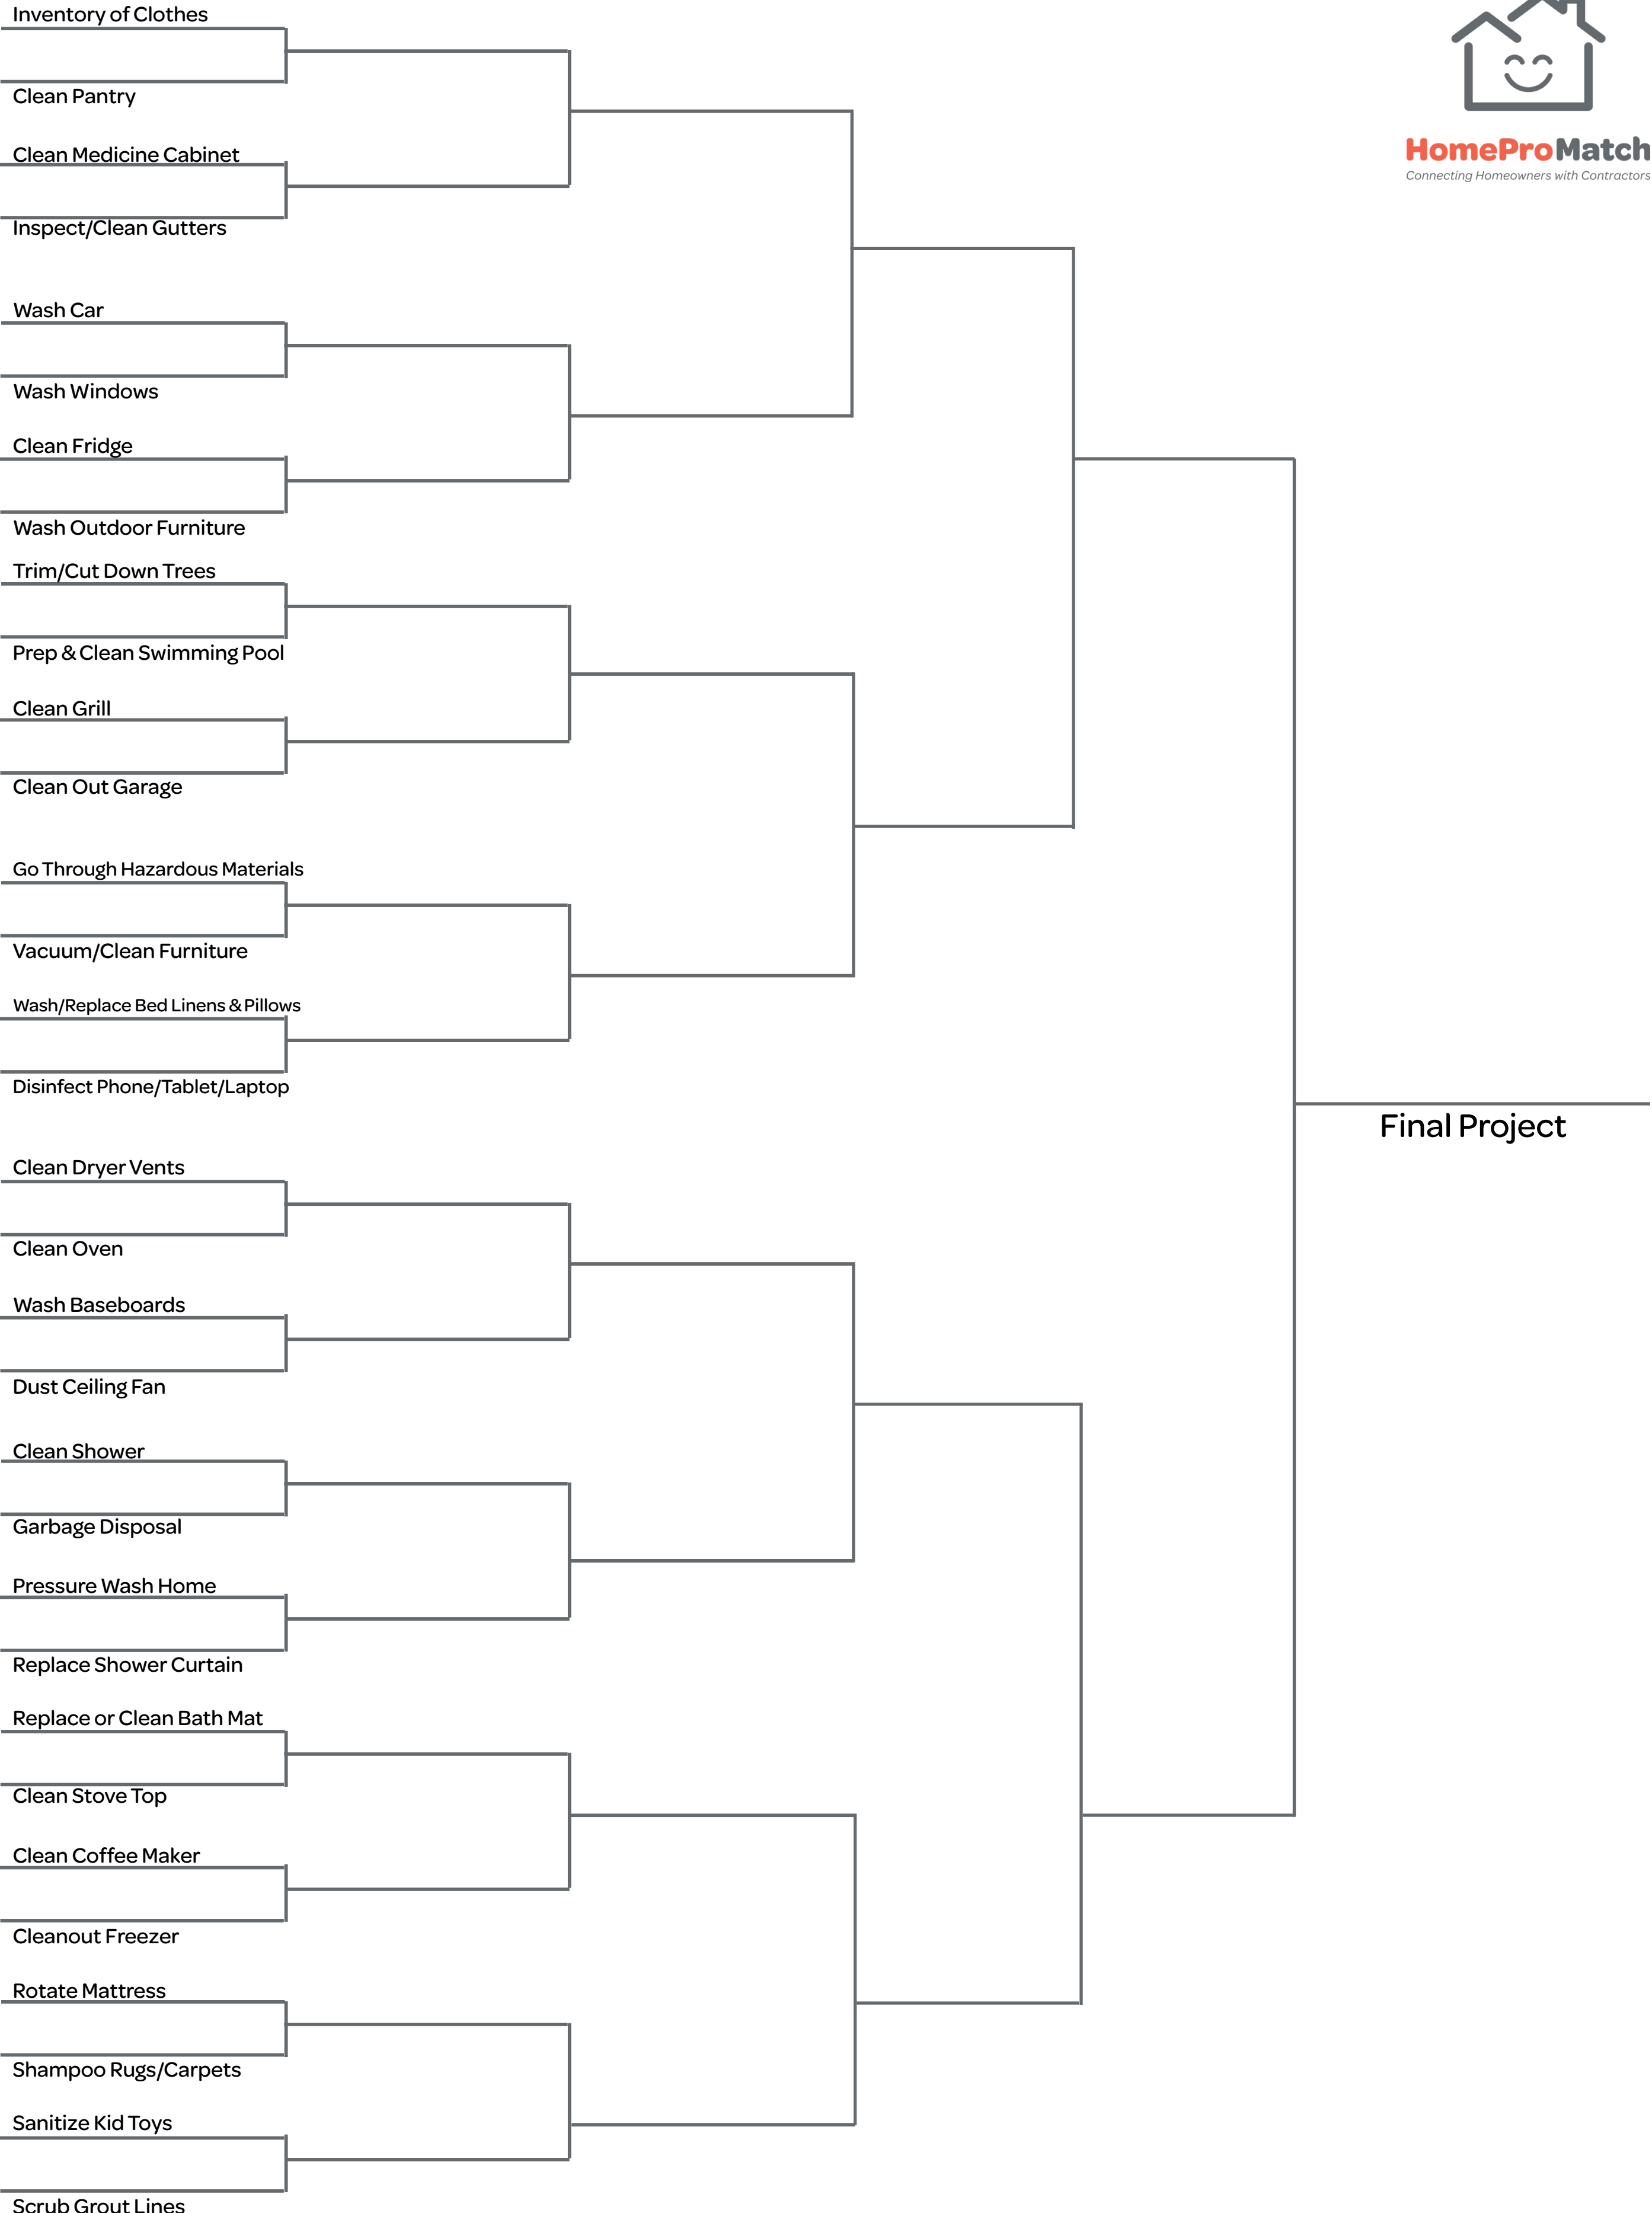 Inventory of Clothes
Clean Pantry
HomeProMatch
Connecting Homeowners with Contractors
Clean Medicine Cabinet
Inspect/Clean Gutters
Wash Car
Wash Windows
Clean Fridge
Wash Outdoor Furniture
Trim/Cut Down Trees
Prep & Clean Swimming Pool
Clean Grill
Clean Out Garage
Go Through Hazardous Materials
Vacuum/Clean Furniture
Wash/Replace Bed Linens & Pillows
Disinfect Phone/Tablet/Laptop
Final Project
Clean Dryer Vents
Clean Oven
Wash Baseboards
Dust Ceiling Fan
Clean Shower
Garbage Disposal
Pressure Wash Home
Replace Shower Curtain
Replace or Clean Bath Mat
Clean Stove Top
Clean Coffee Maker
Cleanout Freezer
Rotate Mattress
Shampoo Rugs/Carpets
Sanitize Kid Toys
Scrub Grout Lines